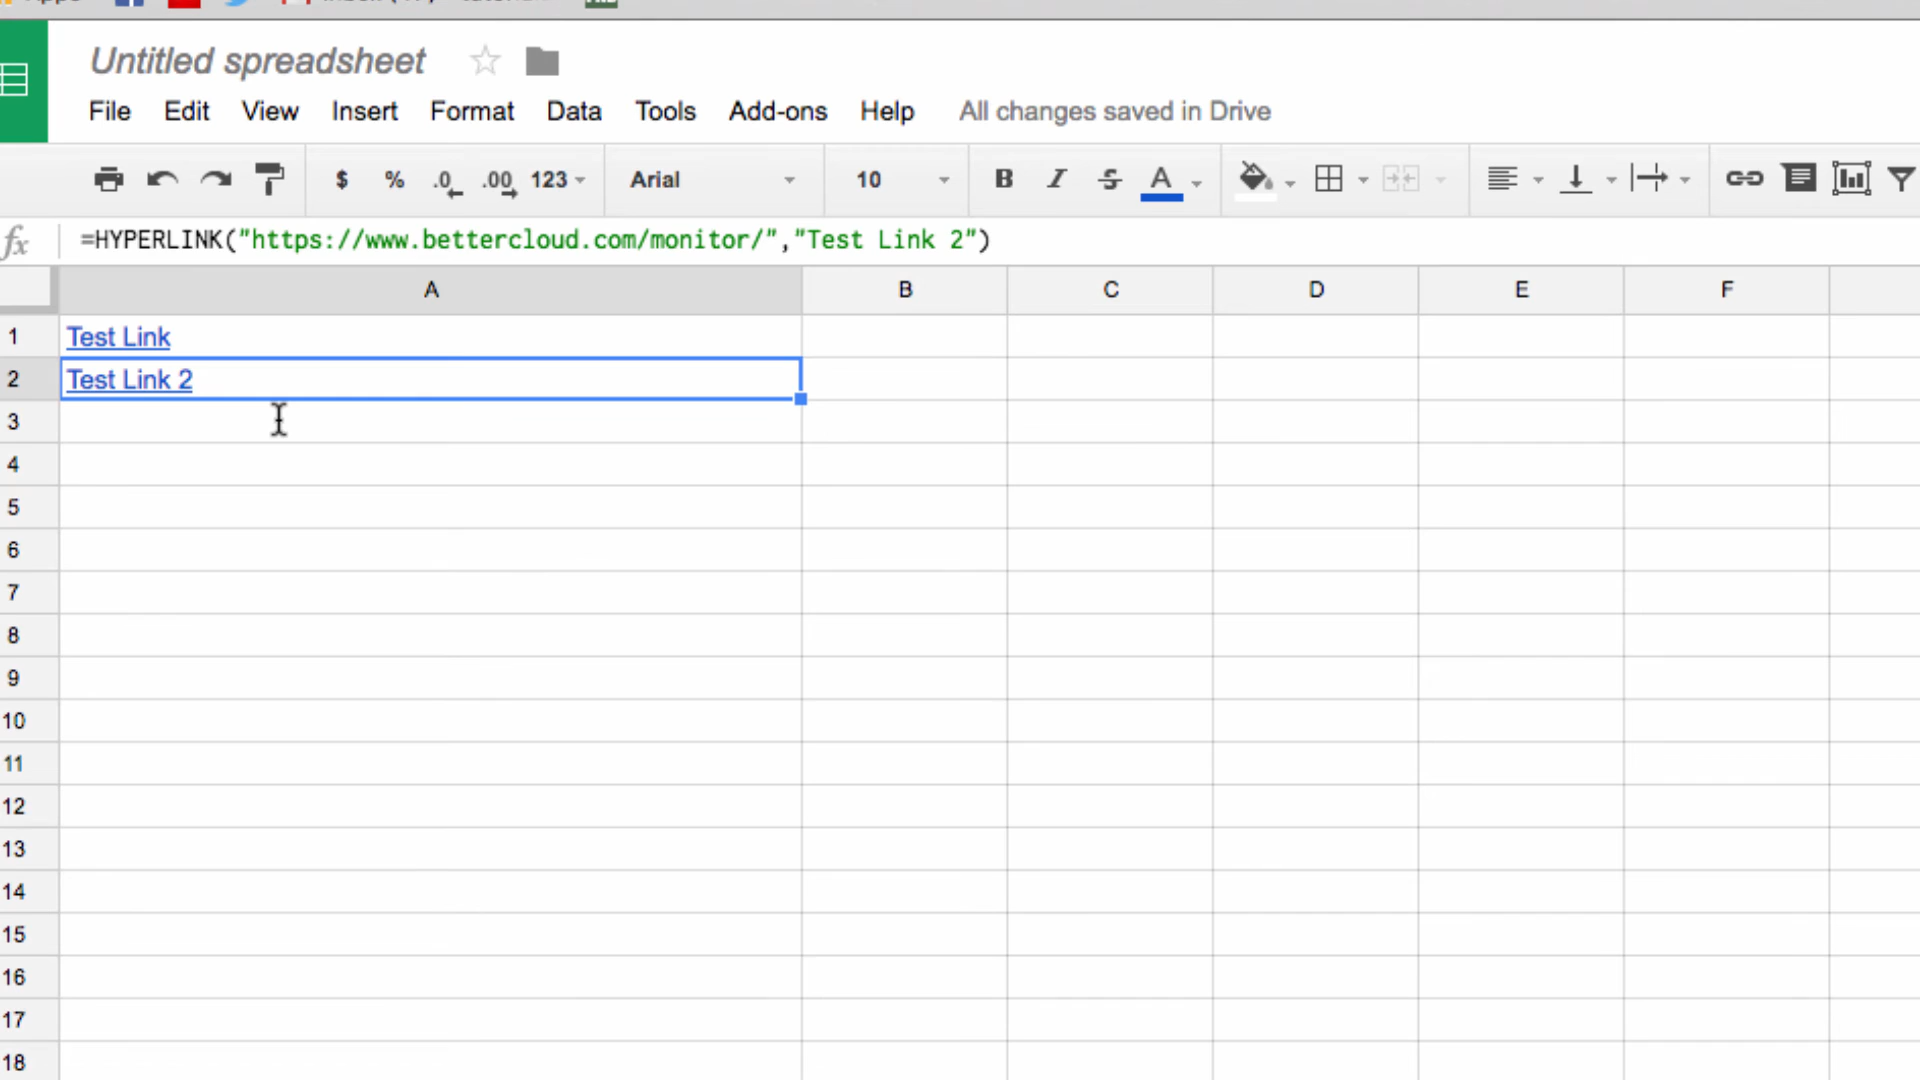 Untitled spreadsheet
File Edit View Insert Format Data Tools Add-ons Help All changes saved in Drive
$ % .0 .00 123 Arial 10 B I S A
fx =HYPERLINK("https://www.bettercloud.com/monitor/","Test Link 2")
A B C D E F
1 Test Link
2 Test Link 2
3
4
5
6
7
8
9
10
11
12
13
14
15
16
17
18